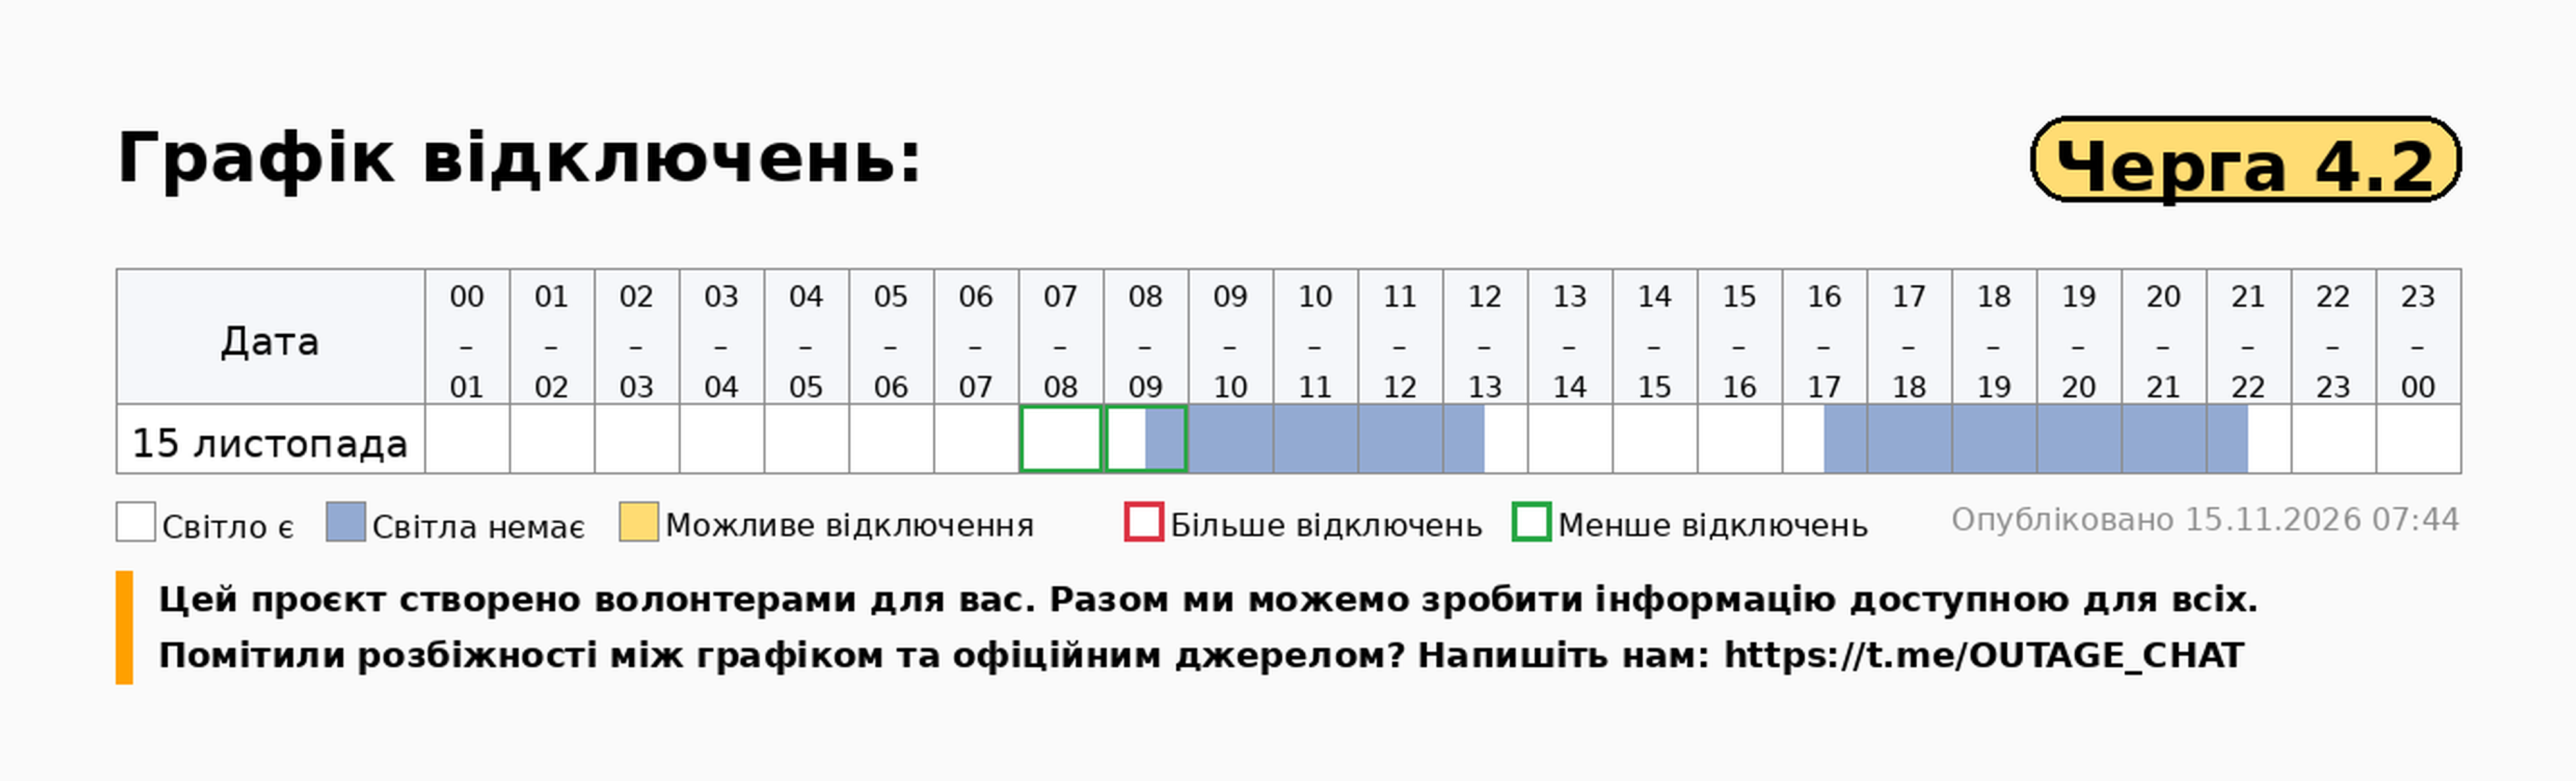 Графік відключень:
Черга 4.2
Дата
00 – 01
01 – 02
02 – 03
03 – 04
04 – 05
05 – 06
06 – 07
07 – 08
08 – 09
09 – 10
10 – 11
11 – 12
12 – 13
13 – 14
14 – 15
15 – 16
16 – 17
17 – 18
18 – 19
19 – 20
20 – 21
21 – 22
22 – 23
23 – 00
15 листопада
Світло є
Світла немає
Можливе відключення
Більше відключень
Менше відключень
Опубліковано 15.11.2026 07:44
Цей проєкт створено волонтерами для вас. Разом ми можемо зробити інформацію доступною для всіх.
Помітили розбіжності між графіком та офіційним джерелом? Напишіть нам: https://t.me/OUTAGE_CHAT